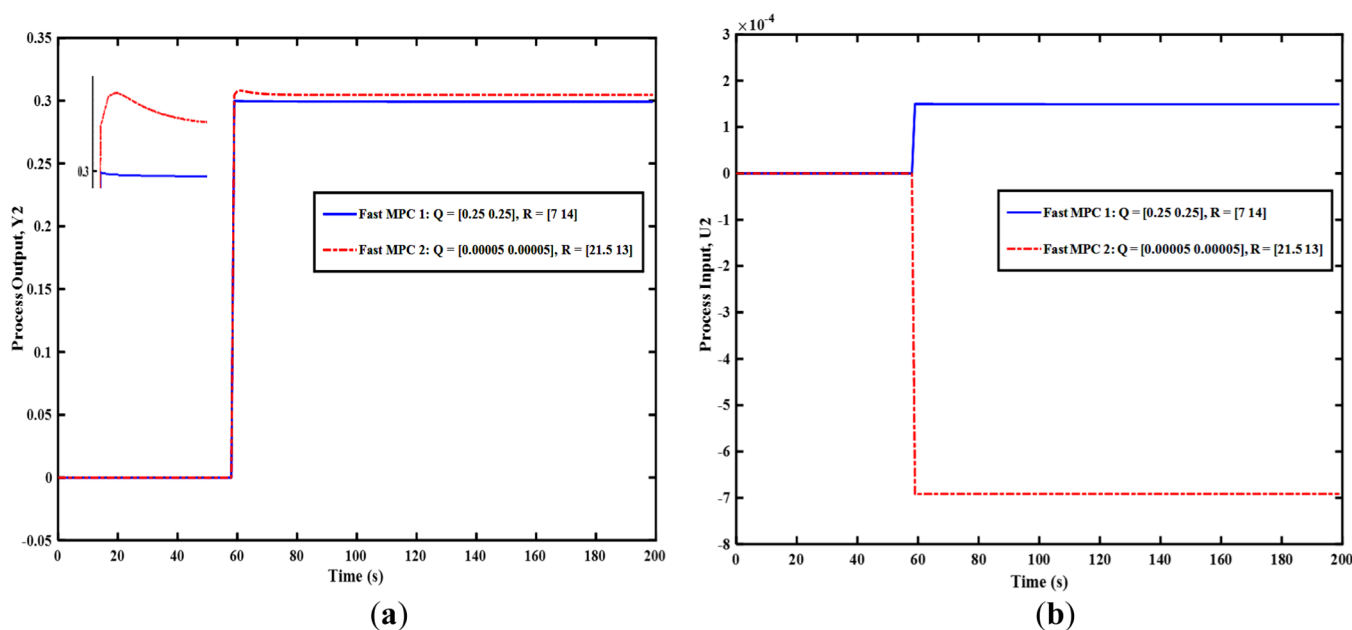 0.35
0.3
0.25
0.2
0.15
0.1
0.05
0
-0.05
Process Output, Y2
0.3
Fast MPC 1: Q = [0.25 0.25], R = [7 14]
Fast MPC 2: Q = [0.00005 0.00005], R = [21.5 13]
0 20 40 60 80 100 120 140 160 180 200
Time (s)
(a)
×10⁻⁴
3
2
1
0
-1
-2
-3
-4
-5
-6
-7
-8
Process Input, U2
Fast MPC 1: Q = [0.25 0.25], R = [7 14]
Fast MPC 2: Q = [0.00005 0.00005], R = [21.5 13]
0 20 40 60 80 100 120 140 160 180 200
Time (s)
(b)